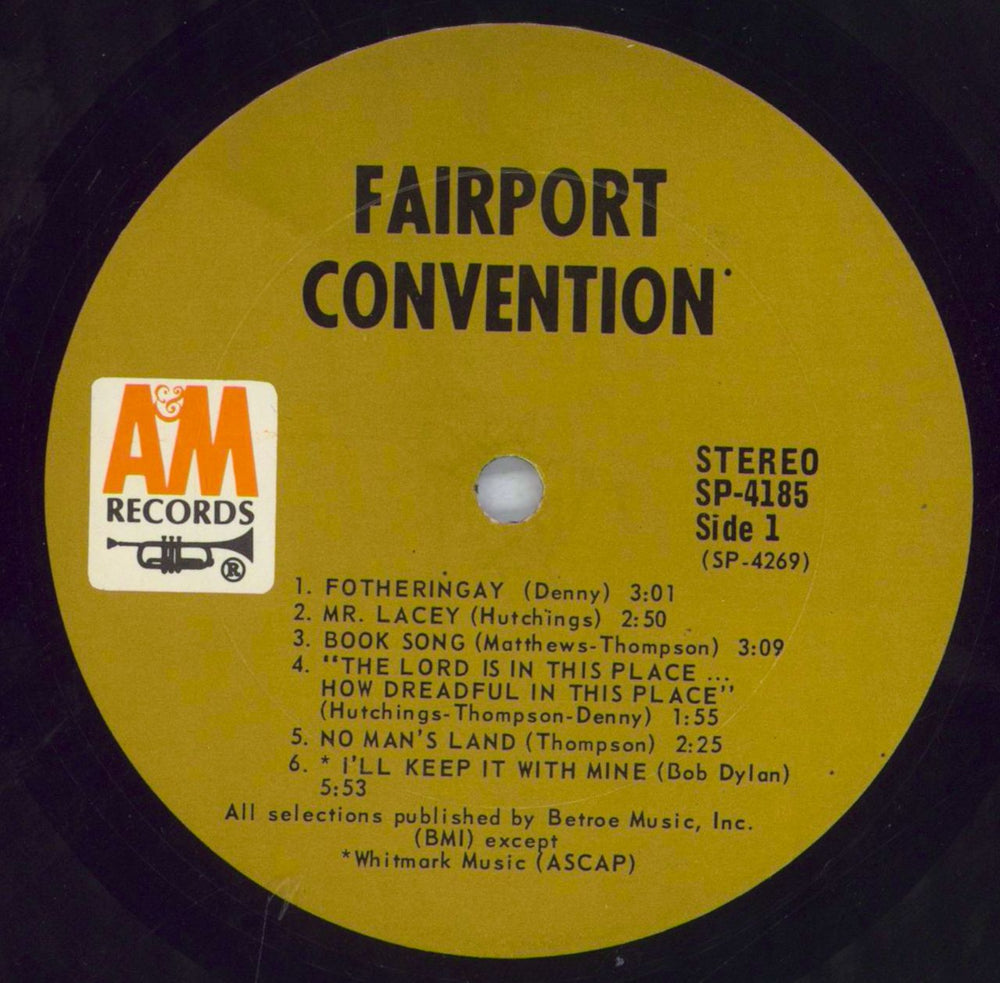 FAIRPORT
CONVENTION
A&M
RECORDS
®
STEREO
SP-4185
Side 1
(SP-4269)
1. FOTHERINGAY (Denny) 3:01
2. MR. LACEY (Hutchings) 2:50
3. BOOK SONG (Matthews-Thompson) 3:09
4. "THE LORD IS IN THIS PLACE ...
HOW DREADFUL IN THIS PLACE"
(Hutchings-Thompson-Denny) 1:55
5. NO MAN'S LAND (Thompson) 2:25
6. * I'LL KEEP IT WITH MINE (Bob Dylan)
5:53
All selections published by Betroe Music, Inc.
(BMI) except
*Whitmark Music (ASCAP)